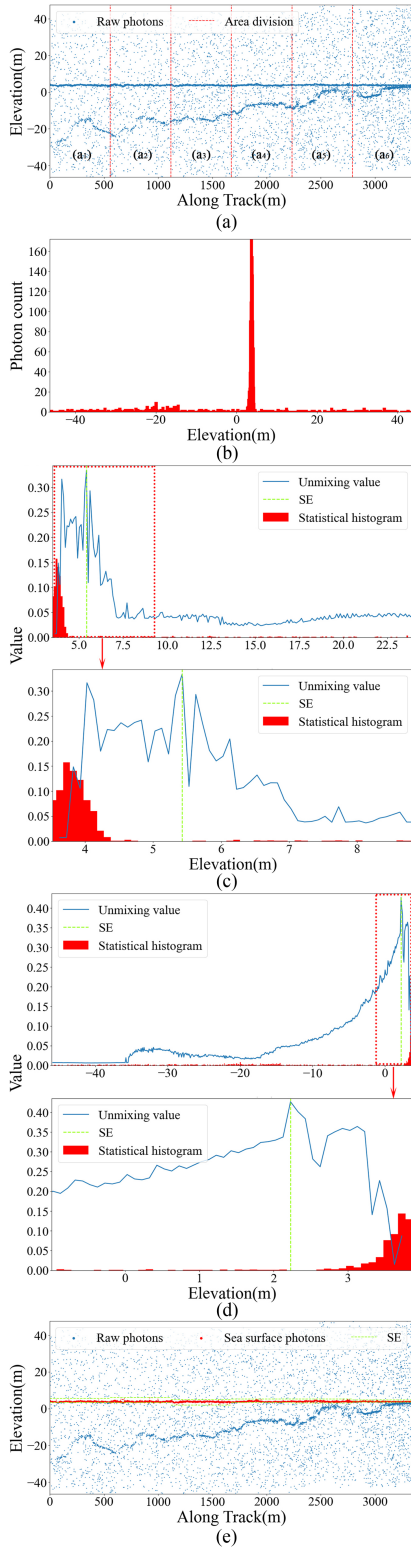 Raw photons Area division
Elevation(m)
40
20
0
−20
−40
(a1) (a2) (a3) (a4) (a5) (a6)
0 500 1000 1500 2000 2500 3000
Along Track(m)
(a)
Photon count
160
140
120
100
80
60
40
20
0
−40 −20 0 20 40
Elevation(m)
(b)
0.30
0.25
0.20
0.15
0.10
0.05
0.00
Unmixing value
SE
Statistical histogram
5.0 7.5 10.0 12.5 15.0 17.5 20.0 22.5
Value
0.30
0.25
0.20
0.15
0.10
0.05
0.00
Unmixing value
SE
Statistical histogram
4 5 6 7 8
Elevation(m)
(c)
0.40
0.35
0.30
0.25
0.20
0.15
0.10
0.05
0.00
Unmixing value
SE
Statistical histogram
−40 −30 −20 −10 0
Value
0.40
0.35
0.30
0.25
0.20
0.15
0.10
0.05
0.00
Unmixing value
SE
Statistical histogram
0 1 2 3
Elevation(m)
(d)
Raw photons Sea surface photons SE
Elevation(m)
40
20
0
−20
−40
0 500 1000 1500 2000 2500 3000
Along Track(m)
(e)